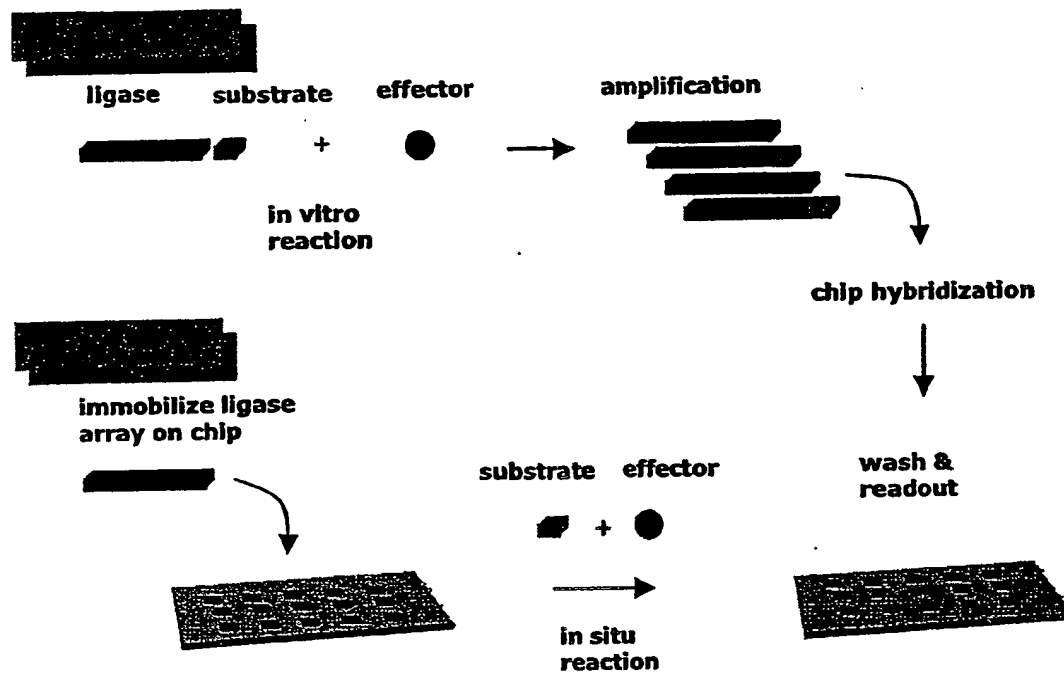 ligase substrate effector amplification
+
in vitro
reaction
chip hybridization
immobilize ligase
array on chip
substrate effector
+
wash &
readout
in situ
reaction